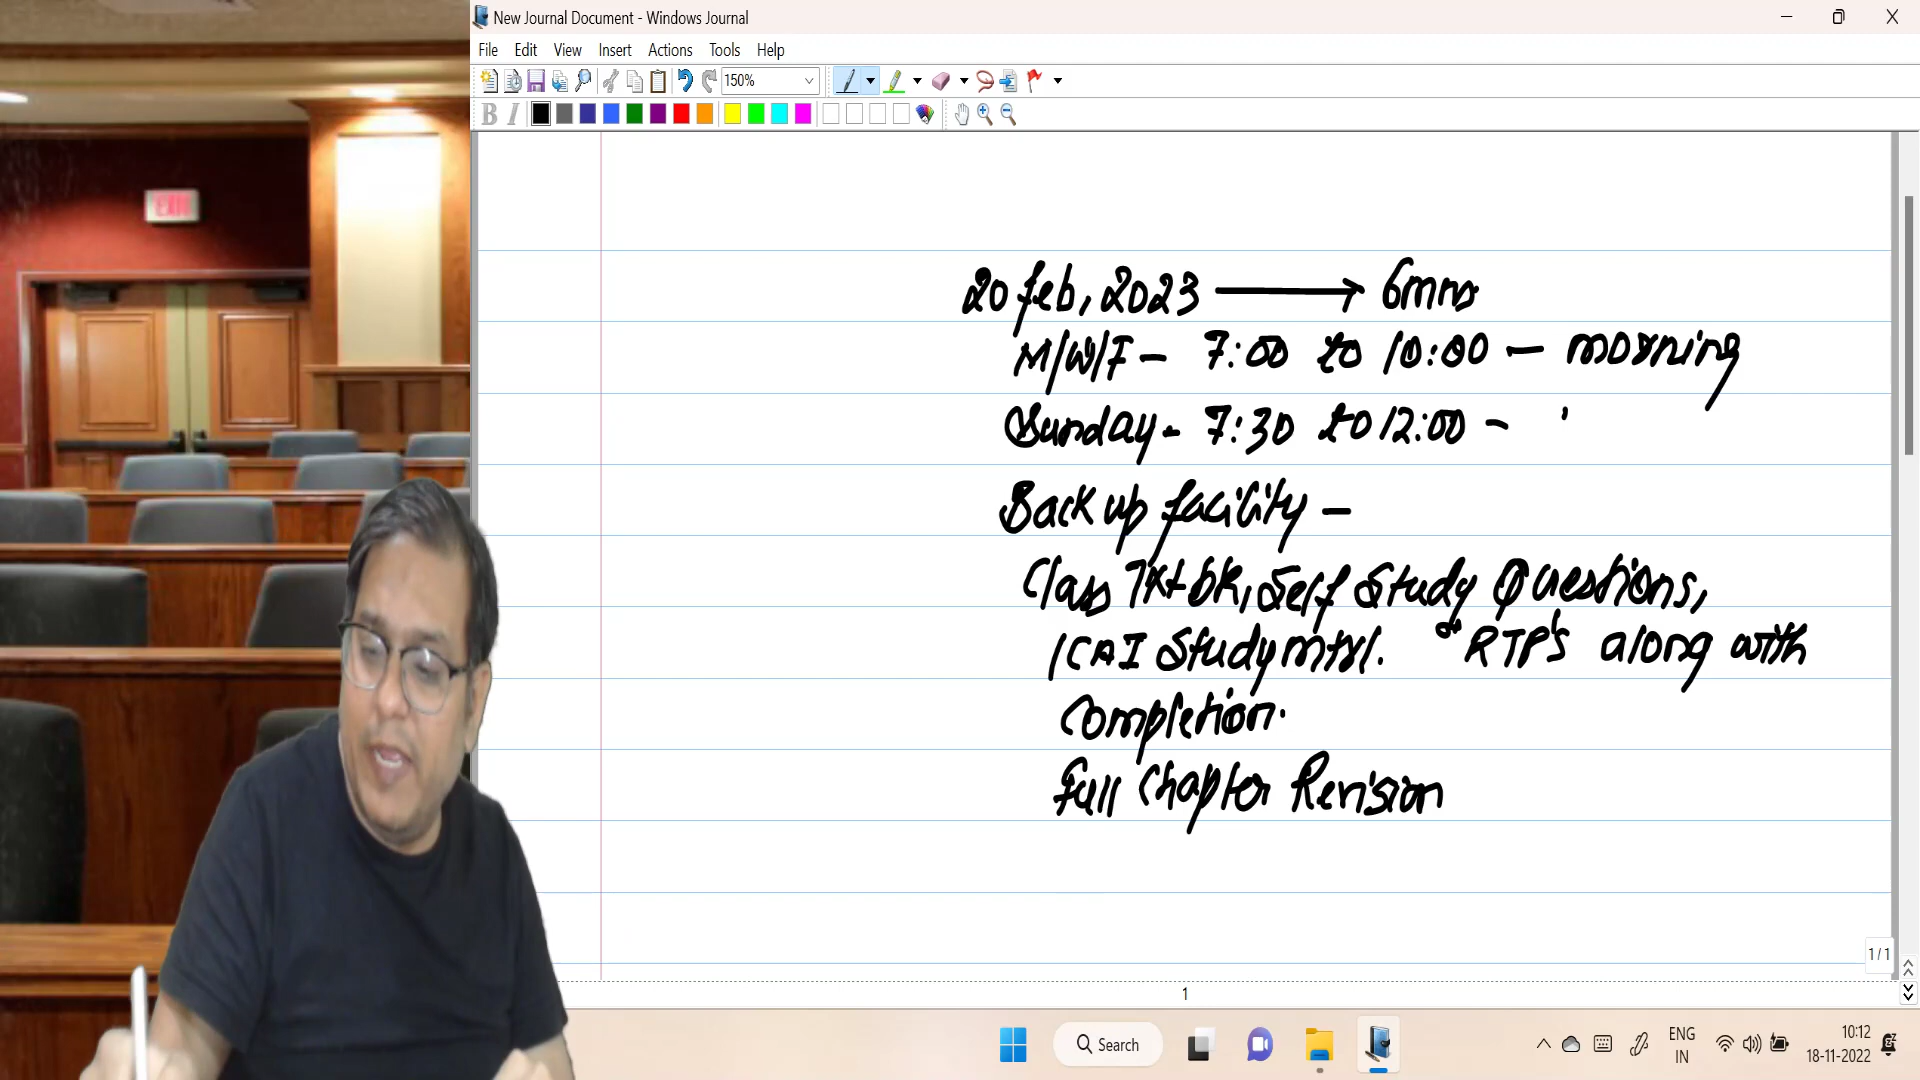 New Journal Document - Windows Journal
File Edit View Insert Actions Tools Help
150%
B I
EXIT
20 feb, 2023 → 6mns
M/W/F - 7:00 to 10:00 - morning
Sunday - 7:30 to 12:00 - "
Back up facility -
Class Txt bk, Self Study Questions,
ICAI Study mtrl. or RTP's along with
Completion.
Full Chapter Revision
1 / 1
1
Search
ENG
IN
10:12
18-11-2022